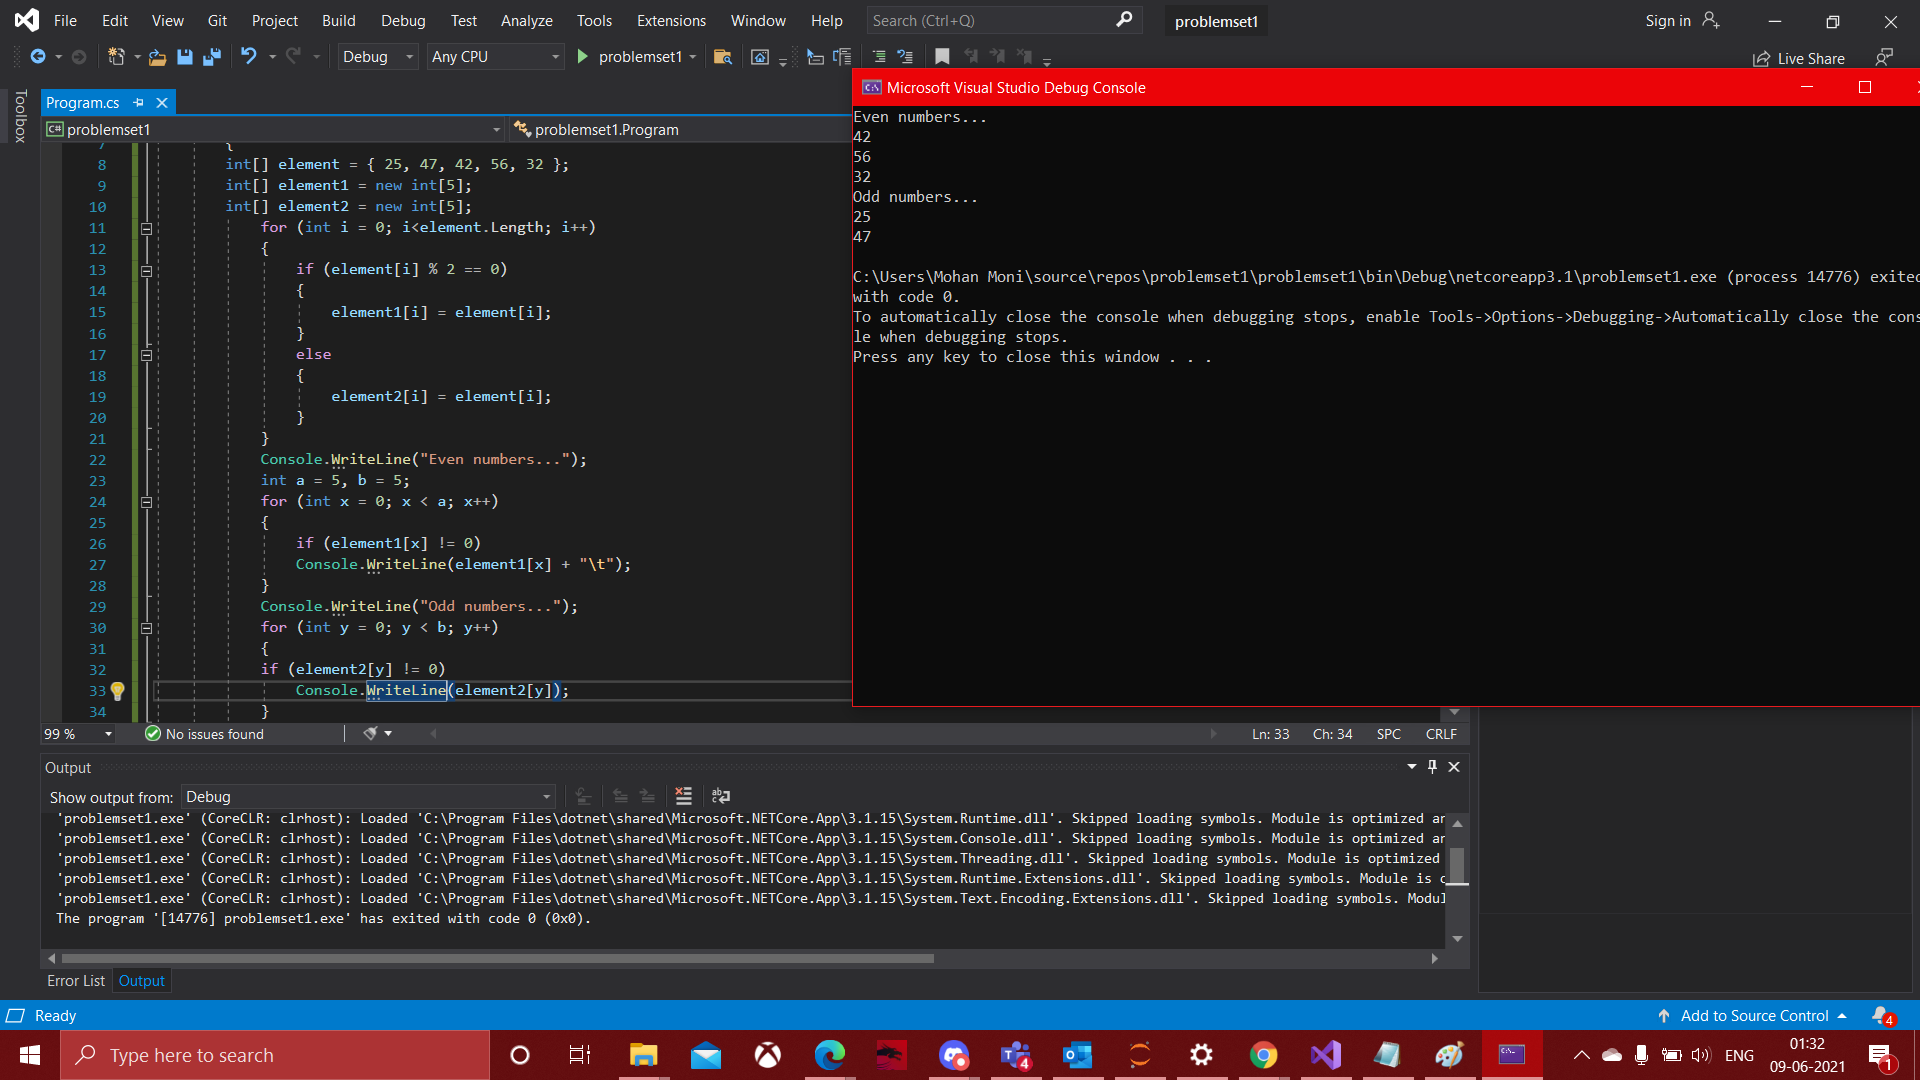 File Edit View Git Project Build Debug Test Analyze Tools Extensions Window Help Search (Ctrl+Q) problemset1 Sign in
Debug Any CPU problemset1 Live Share
Toolbox
Program.cs
problemset1 problemset1.Program
7 {
8 int[] element = { 25, 47, 42, 56, 32 };
9 int[] element1 = new int[5];
10 int[] element2 = new int[5];
11 for (int i = 0; i<element.Length; i++)
12 {
13 if (element[i] % 2 == 0)
14 {
15 element1[i] = element[i];
16 }
17 else
18 {
19 element2[i] = element[i];
20 }
21 }
22 Console.WriteLine("Even numbers...");
23 int a = 5, b = 5;
24 for (int x = 0; x < a; x++)
25 {
26 if (element1[x] != 0)
27 Console.WriteLine(element1[x] + "\t");
28 }
29 Console.WriteLine("Odd numbers...");
30 for (int y = 0; y < b; y++)
31 {
32 if (element2[y] != 0)
33 Console.WriteLine(element2[y]);
34 }
99 % No issues found Ln: 33 Ch: 34 SPC CRLF
Microsoft Visual Studio Debug Console
Even numbers...
42
56
32
Odd numbers...
25
47
C:\Users\Mohan Moni\source\repos\problemset1\problemset1\bin\Debug\netcoreapp3.1\problemset1.exe (process 14776) exited
with code 0.
To automatically close the console when debugging stops, enable Tools->Options->Debugging->Automatically close the cons
le when debugging stops.
Press any key to close this window . . .
Output
Show output from: Debug
'problemset1.exe' (CoreCLR: clrhost): Loaded 'C:\Program Files\dotnet\shared\Microsoft.NETCore.App\3.1.15\System.Runtime.dll'. Skipped loading symbols. Module is optimized an
'problemset1.exe' (CoreCLR: clrhost): Loaded 'C:\Program Files\dotnet\shared\Microsoft.NETCore.App\3.1.15\System.Console.dll'. Skipped loading symbols. Module is optimized an
'problemset1.exe' (CoreCLR: clrhost): Loaded 'C:\Program Files\dotnet\shared\Microsoft.NETCore.App\3.1.15\System.Threading.dll'. Skipped loading symbols. Module is optimized
'problemset1.exe' (CoreCLR: clrhost): Loaded 'C:\Program Files\dotnet\shared\Microsoft.NETCore.App\3.1.15\System.Runtime.Extensions.dll'. Skipped loading symbols. Module is o
'problemset1.exe' (CoreCLR: clrhost): Loaded 'C:\Program Files\dotnet\shared\Microsoft.NETCore.App\3.1.15\System.Text.Encoding.Extensions.dll'. Skipped loading symbols. Modul
The program '[14776] problemset1.exe' has exited with code 0 (0x0).
Error List Output
Ready Add to Source Control 4
Type here to search 4 ENG 01:32
09-06-2021 1